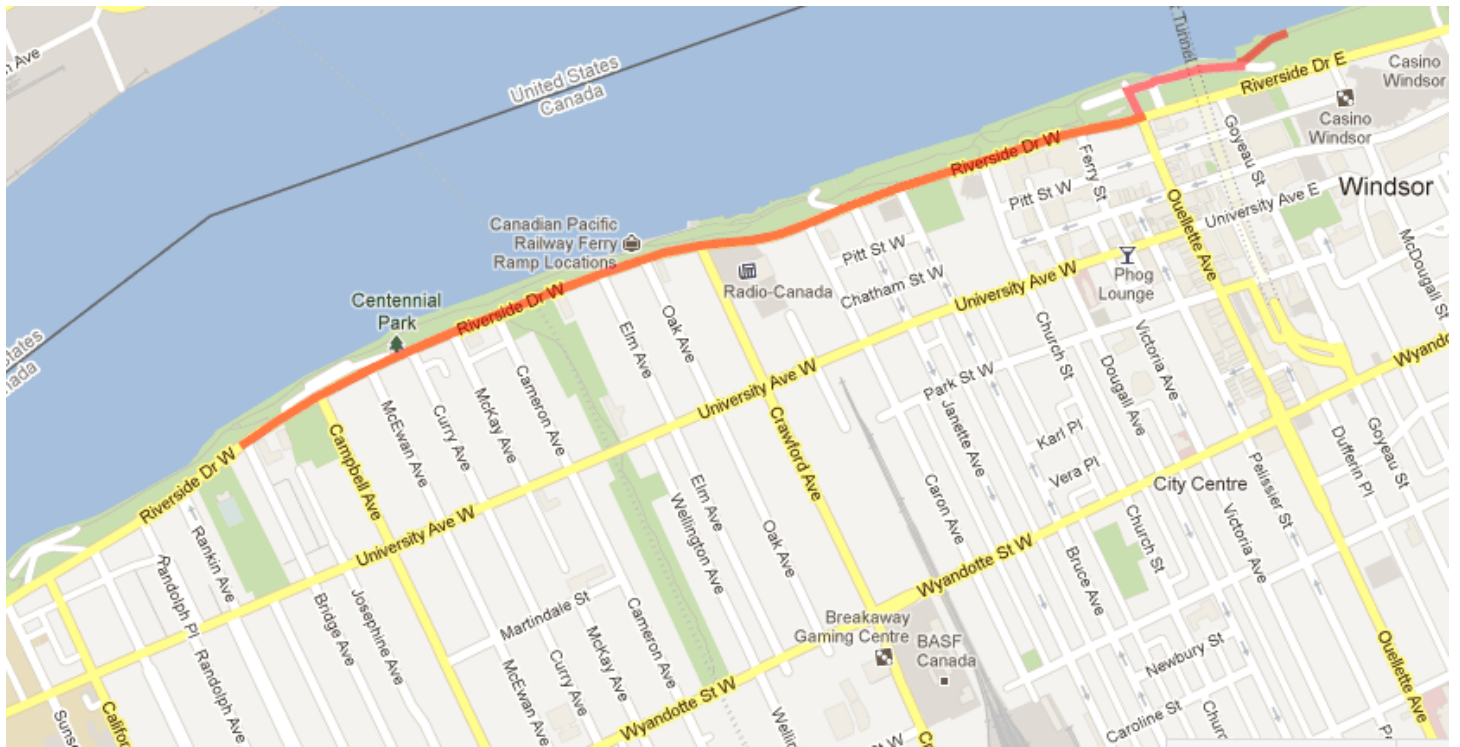 n Ave
United States
Canada
t Tunnel
Casino
Windsor
Riverside Dr E
Casino
Windsor
Goyeau St
Riverside Dr W
Ferry St
Pitt St W
Windsor
Ouellette Ave
University Ave E
Canadian Pacific
Railway Ferry
Ramp Locations
Pitt St W
McDougall St
Phog
Lounge
Radio-Canada
Chatham St W
University Ave W
Centennial
Park
Riverside Dr W
States
nada
Elm Ave
Oak Ave
Church St
Victoria Ave
Wyando
Cameron Ave
McKay Ave
Curry Ave
McEwan Ave
University Ave W
Park St W
Dougall Ave
Janette Ave
Karl Pl
Crawford Ave
Campbell Ave
Riverside Dr W
Vera Pl
City Centre
Pelissier St
Dufferin Pl
Goyeau St
Elm Ave
Wellington Ave
Caron Ave
Rankin Ave
University Ave W
Oak Ave
Church St
Victoria Ave
Randolph Pl
Bridge Ave
Josephine Ave
Wyandotte St W
Bruce Ave
Martindale St
Cameron Ave
McKay Ave
Curry Ave
McEwan Ave
Breakaway
Gaming Centre
BASF
Canada
Newbury St
Ouellette Ave
Randolph Ave
Wyandotte St W
Suns
Califor
Wellin
W
Caroline St
Churc